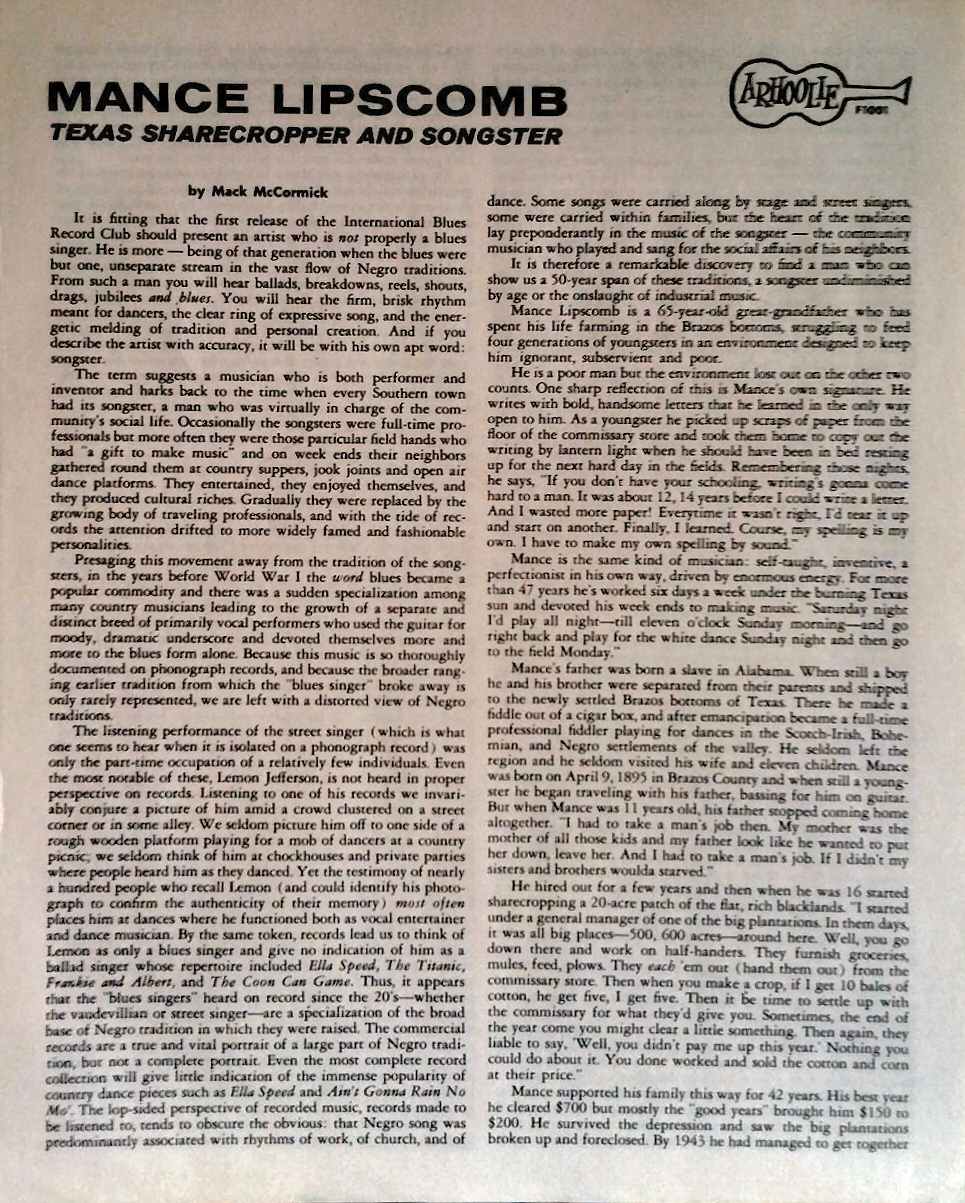 MANCE LIPSCOMB
TEXAS SHARECROPPER AND SONGSTER
ARHOOLIE
F1001
by Mack McCormick
It is fitting that the first release of the International Blues
Record Club should present an artist who is not properly a blues
singer. He is more — being of that generation when the blues were
but one, unseparate stream in the vast flow of Negro traditions.
From such a man you will hear ballads, breakdowns, reels, shouts,
drags, jubilees and blues. You will hear the firm, brisk rhythm
meant for dancers, the clear ring of expressive song, and the ener-
getic melding of tradition and personal creation. And if you
describe the artist with accuracy, it will be with his own apt word:
songster.
The term suggests a musician who is both performer and
inventor and harks back to the time when every Southern town
had its songster, a man who was virtually in charge of the com-
munity's social life. Occasionally the songsters were full-time pro-
fessionals but more often they were those particular field hands who
had "a gift to make music" and on week ends their neighbors
gathered round them at country suppers, jook joints and open air
dance platforms. They entertained, they enjoyed themselves, and
they produced cultural riches. Gradually they were replaced by the
growing body of traveling professionals, and with the tide of rec-
ords the attention drifted to more widely famed and fashionable
personalities.
Presaging this movement away from the tradition of the song-
sters, in the years before World War I the word blues became a
popular commodity and there was a sudden specialization among
many country musicians leading to the growth of a separate and
distinct breed of primarily vocal performers who used the guitar for
moody, dramatic underscore and devoted themselves more and
more to the blues form alone. Because this music is so thoroughly
documented on phonograph records, and because the broader rang-
ing earlier tradition from which the "blues singer" broke away is
only rarely represented, we are left with a distorted view of Negro
traditions.
The listening performance of the street singer (which is what
one seems to hear when it is isolated on a phonograph record) was
only the part-time occupation of a relatively few individuals. Even
the most notable of these, Lemon Jefferson, is not heard in proper
perspective on records. Listening to one of his records we invari-
ably conjure a picture of him amid a crowd clustered on a street
corner or in some alley. We seldom picture him off to one side of a
rough wooden platform playing for a mob of dancers at a country
picnic; we seldom think of him at chockhouses and private parties
where people heard him as they danced. Yet the testimony of nearly
a hundred people who recall Lemon (and could identify his photo-
graph to confirm the authenticity of their memory) most often
places him at dances where he functioned both as vocal entertainer
and dance musician. By the same token, records lead us to think of
Lemon as only a blues singer and give no indication of him as a
ballad singer whose repertoire included Ella Speed, The Titanic,
Frankie and Albert, and The Coon Can Game. Thus, it appears
that the "blues singers" heard on record since the 20's—whether
the vaudevillian or street singer—are a specialization of the broad
base of Negro tradition in which they were raised. The commercial
records are a true and vital portrait of a large part of Negro tradi-
tion, but not a complete portrait. Even the most complete record
collection will give little indication of the immense popularity of
country dance pieces such as Ella Speed and Ain't Gonna Rain No
Mo'. The lop-sided perspective of recorded music, records made to
be listened to, tends to obscure the obvious: that Negro song was
predominantly associated with rhythms of work, of church, and of
dance. Some songs were carried along by stage and street singers,
some were carried within families, but the heart of the tradition
lay preponderantly in the music of the songster — the community
musician who played and sang for the social affairs of his neighbors.
It is therefore a remarkable discovery to find a man who can
show us a 50-year span of these traditions, a songster undiminished
by age or the onslaught of industrial music.
Mance Lipscomb is a 65-year-old great-grandfather who has
spent his life farming in the Brazos bottoms, struggling to feed
four generations of youngsters in an environment designed to keep
him ignorant, subservient and poor.
He is a poor man but the environment lost out on the other two
counts. One sharp reflection of this is Mance's own signature. He
writes with bold, handsome letters that he learned in the only way
open to him. As a youngster he picked up scraps of paper from the
floor of the commissary store and took them home to copy out the
writing by lantern light when he should have been in bed resting
up for the next hard day in the fields. Remembering those nights,
he says, "If you don't have your schooling, writing's gonna come
hard to a man. It was about 12, 14 years before I could write a letter.
And I wasted more paper! Everytime it wasn't right, I'd tear it up
and start on another. Finally, I learned. Course, my spelling is my
own. I have to make my own spelling by sound."
Mance is the same kind of musician: self-taught, inventive, a
perfectionist in his own way, driven by enormous energy. For more
than 47 years he's worked six days a week under the burning Texas
sun and devoted his week ends to making music. "Saturday night
I'd play all night—till eleven o'clock Sunday morning—and go
right back and play for the white dance Sunday night and then go
to the field Monday."
Mance's father was born a slave in Alabama. When still a boy
he and his brother were separated from their parents and shipped
to the newly settled Brazos bottoms of Texas. There he made a
fiddle out of a cigar box, and after emancipation became a full-time
professional fiddler playing for dances in the Scotch-Irish, Bohe-
mian, and Negro settlements of the valley. He seldom left the
region and he seldom visited his wife and eleven children. Mance
was born on April 9, 1895 in Brazos County and when still a young-
ster he began traveling with his father, bassing for him on guitar.
But when Mance was 11 years old, his father stopped coming home
altogether. "I had to take a man's job then. My mother was the
mother of all those kids and my father look like he wanted to put
her down, leave her. And I had to take a man's job. If I didn't my
sisters and brothers woulda starved."
He hired out for a few years and then when he was 16 started
sharecropping a 20-acre patch of the flat, rich blacklands. "I started
under a general manager of one of the big plantations. In them days,
it was all big places—500, 600 acres—around here. Well, you go
down there and work on half-handers. They furnish groceries,
mules, feed, plows. They each 'em out (hand them out) from the
commissary store. Then when you make a crop, if I get 10 bales of
cotton, he get five, I get five. Then it be time to settle up with
the commissary for what they'd give you. Sometimes, the end of
the year come you might clear a little something. Then again, they
liable to say, 'Well, you didn't pay me up this year.' Nothing you
could do about it. You done worked and sold the cotton and corn
at their price."
Mance supported his family this way for 42 years. His best year
he cleared $700 but mostly the "good years" brought him $150 to
$200. He survived the depression and saw the big plantations
broken up and foreclosed. By 1943 he had managed to get together